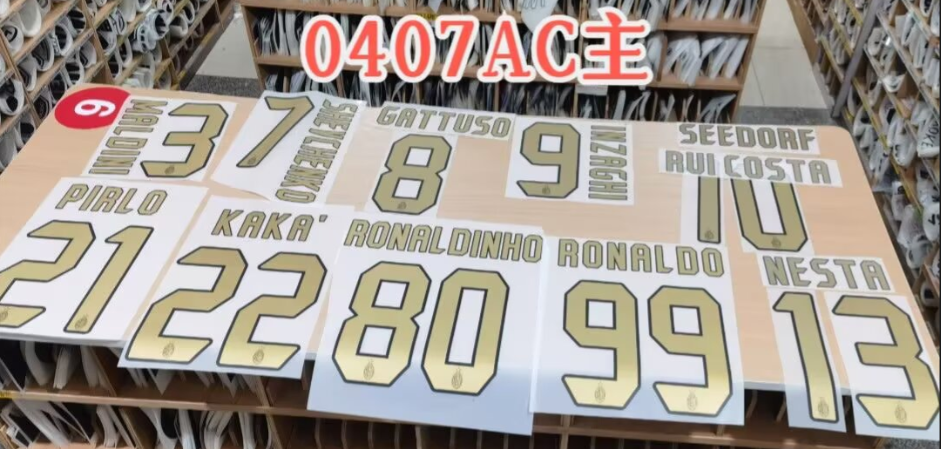 0407AC主
6
MALDINI
3
7
SHEVCHENKO
GATTUSO
8
9
INZAGHI
SEEDORF
RUI COSTA
10
PIRLO
21
KAKA'
22
RONALDINHO
80
RONALDO
99
NESTA
13